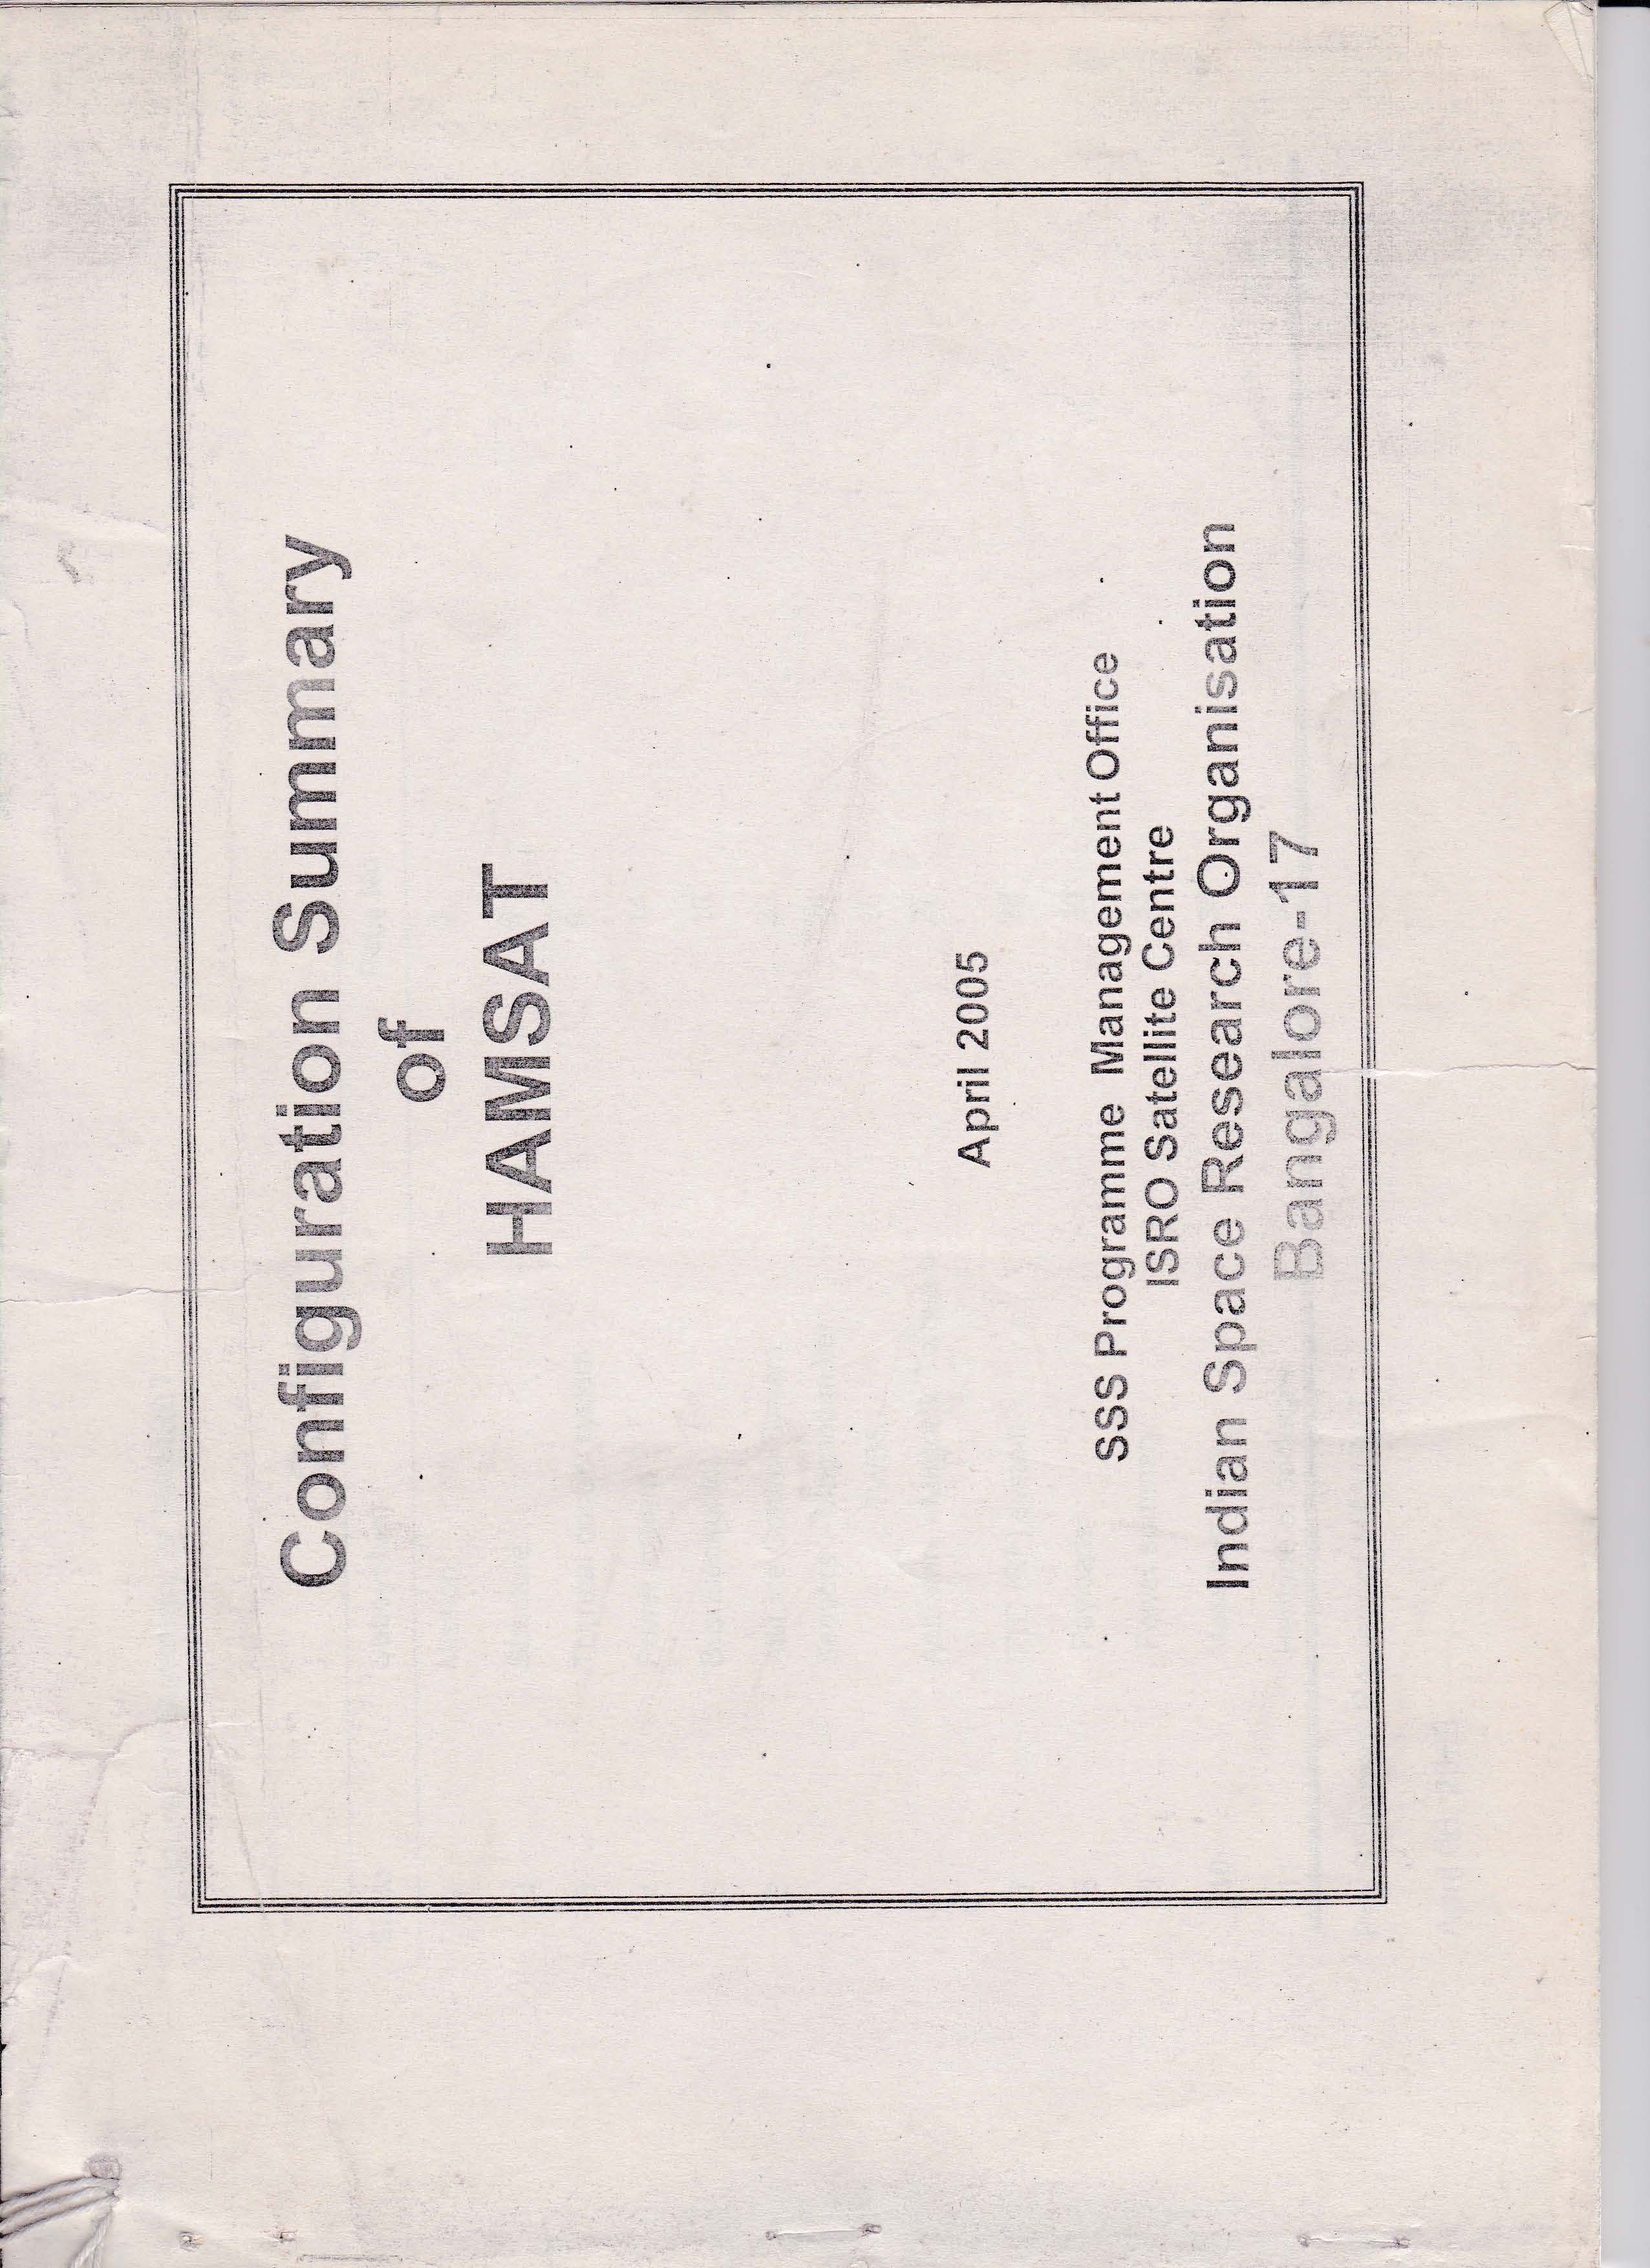 Configuration Summary
of
HAMSAT
April 2005
SSS Programme Management Office
ISRO Satellite Centre
Indian Space Research Organisation
Bangalore-17